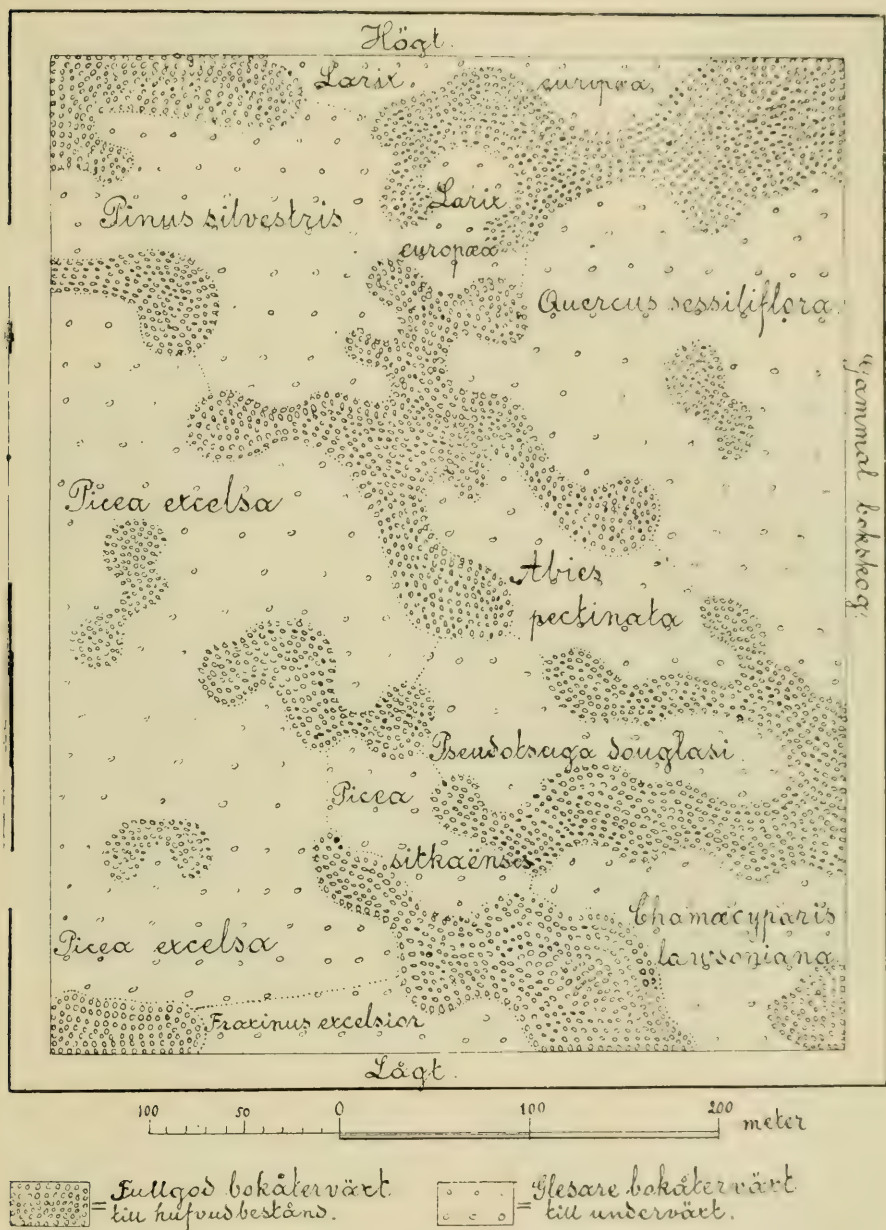 Högt.
Larix. europæa.
Pinus silvestris
Larix
europæa
Quercus sessiliflora.
Gammal bokskog.
Picea excelsa
Abies
pectinata
Pseudotsuga douglasi.
Picea
sitkaensis
Chamæcyparis
lawsoniana
Picea excelsa
Fraxinus excelsior
Lågt.
100 50 0 100 200 meter
= Fullgod bokåterväxt
till hufvudbestånd.
= Glesare bokåterväxt
till underväxt.